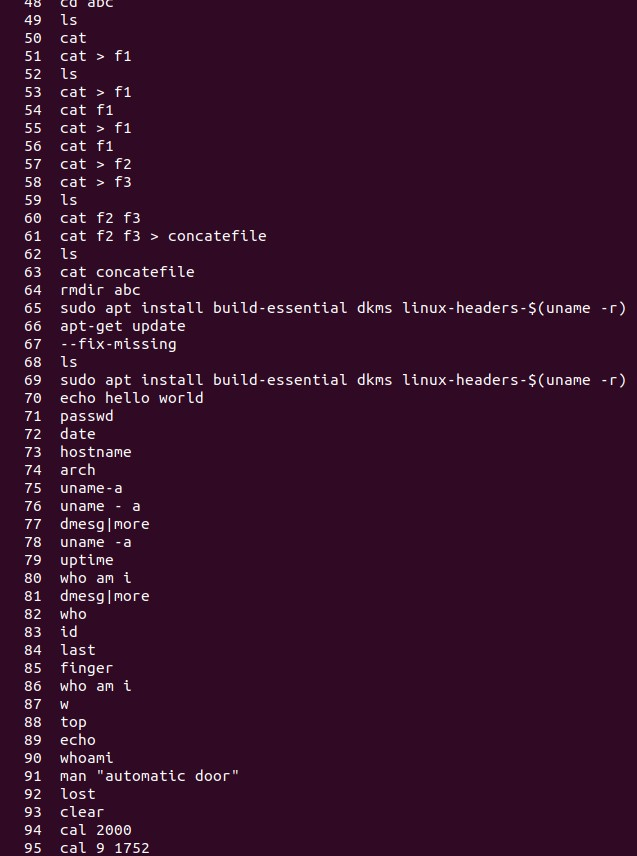 48 cd abc
49 ls
50 cat
51 cat > f1
52 ls
53 cat > f1
54 cat f1
55 cat > f1
56 cat f1
57 cat > f2
58 cat > f3
59 ls
60 cat f2 f3
61 cat f2 f3 > concatefile
62 ls
63 cat concatefile
64 rmdir abc
65 sudo apt install build-essential dkms linux-headers-$(uname -r)
66 apt-get update
67 --fix-missing
68 ls
69 sudo apt install build-essential dkms linux-headers-$(uname -r)
70 echo hello world
71 passwd
72 date
73 hostname
74 arch
75 uname-a
76 uname - a
77 dmesg|more
78 uname -a
79 uptime
80 who am i
81 dmesg|more
82 who
83 id
84 last
85 finger
86 who am i
87 w
88 top
89 echo
90 whoami
91 man "automatic door"
92 lost
93 clear
94 cal 2000
95 cal 9 1752